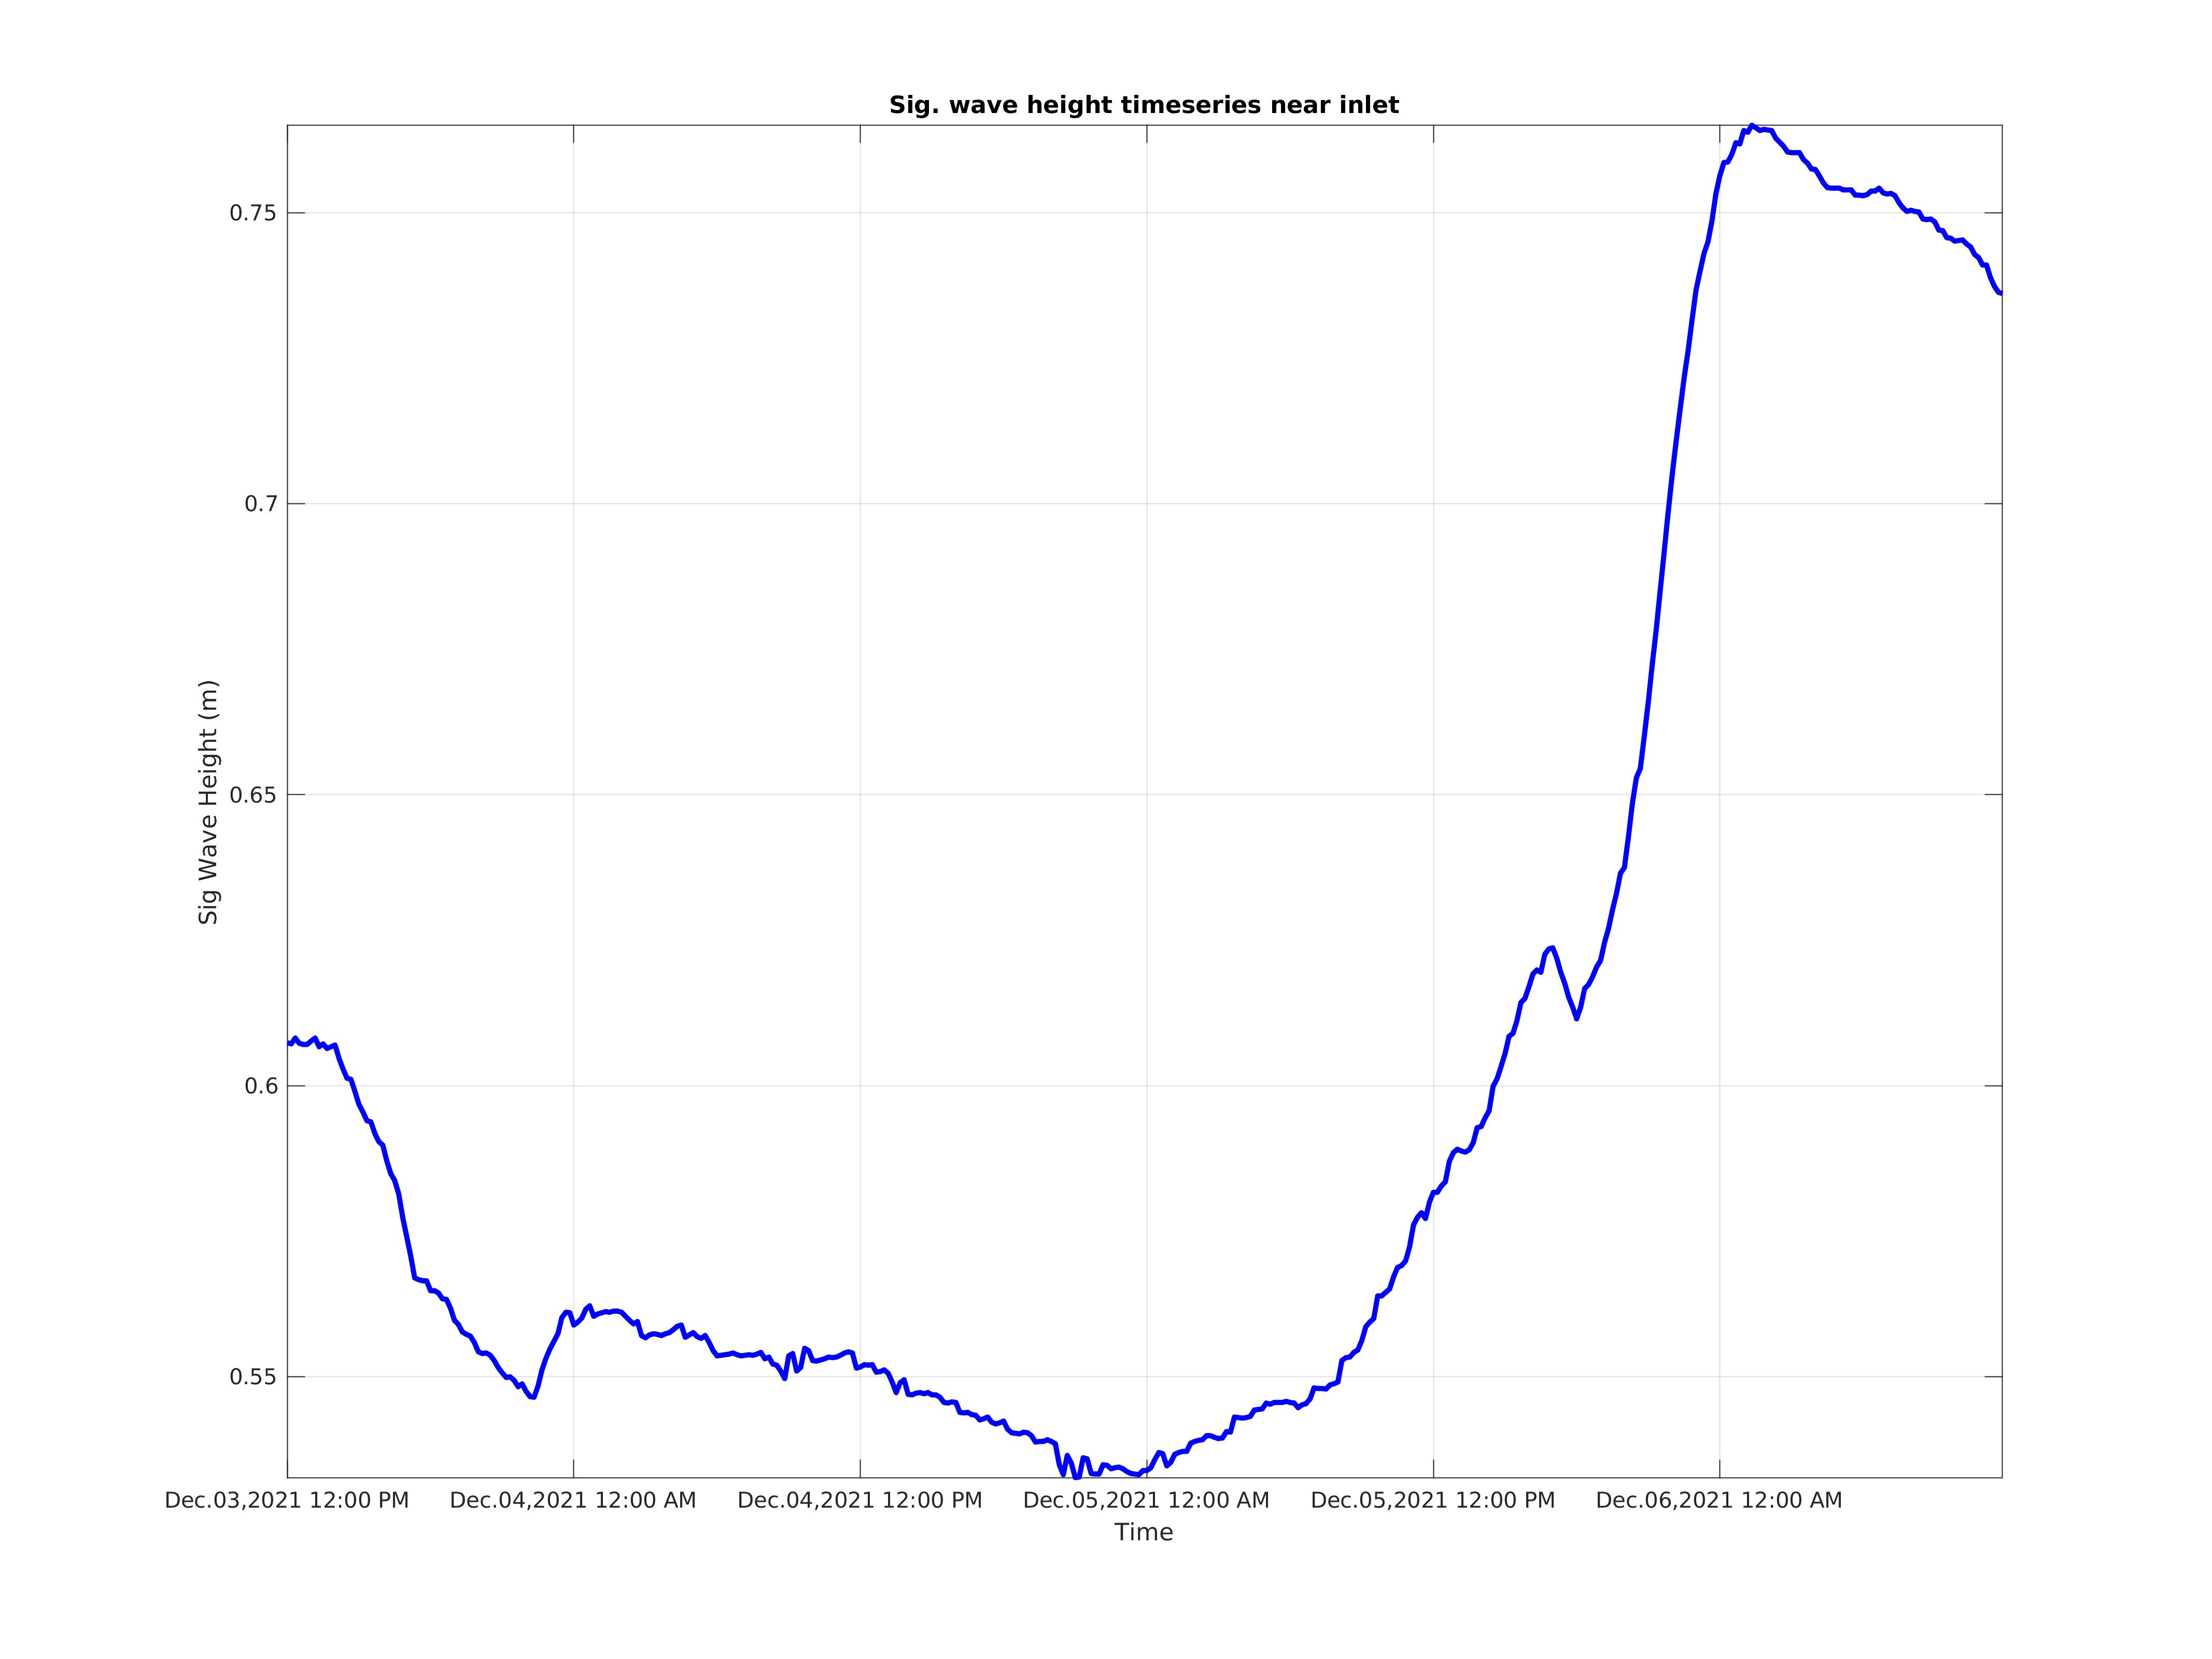 Sig. wave height timeseries near inlet
0.75
0.7
0.65
0.6
0.55
Sig Wave Height (m)
Dec.03,2021 12:00 PM
Dec.04,2021 12:00 AM
Dec.04,2021 12:00 PM
Dec.05,2021 12:00 AM
Dec.05,2021 12:00 PM
Dec.06,2021 12:00 AM
Time